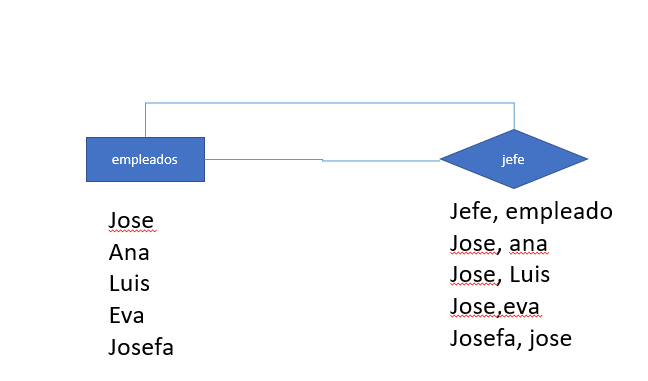 empleados
jefe
Jose
Ana
Luis
Eva
Josefa
Jefe, empleado
Jose, ana
Jose, Luis
Jose,eva
Josefa, jose